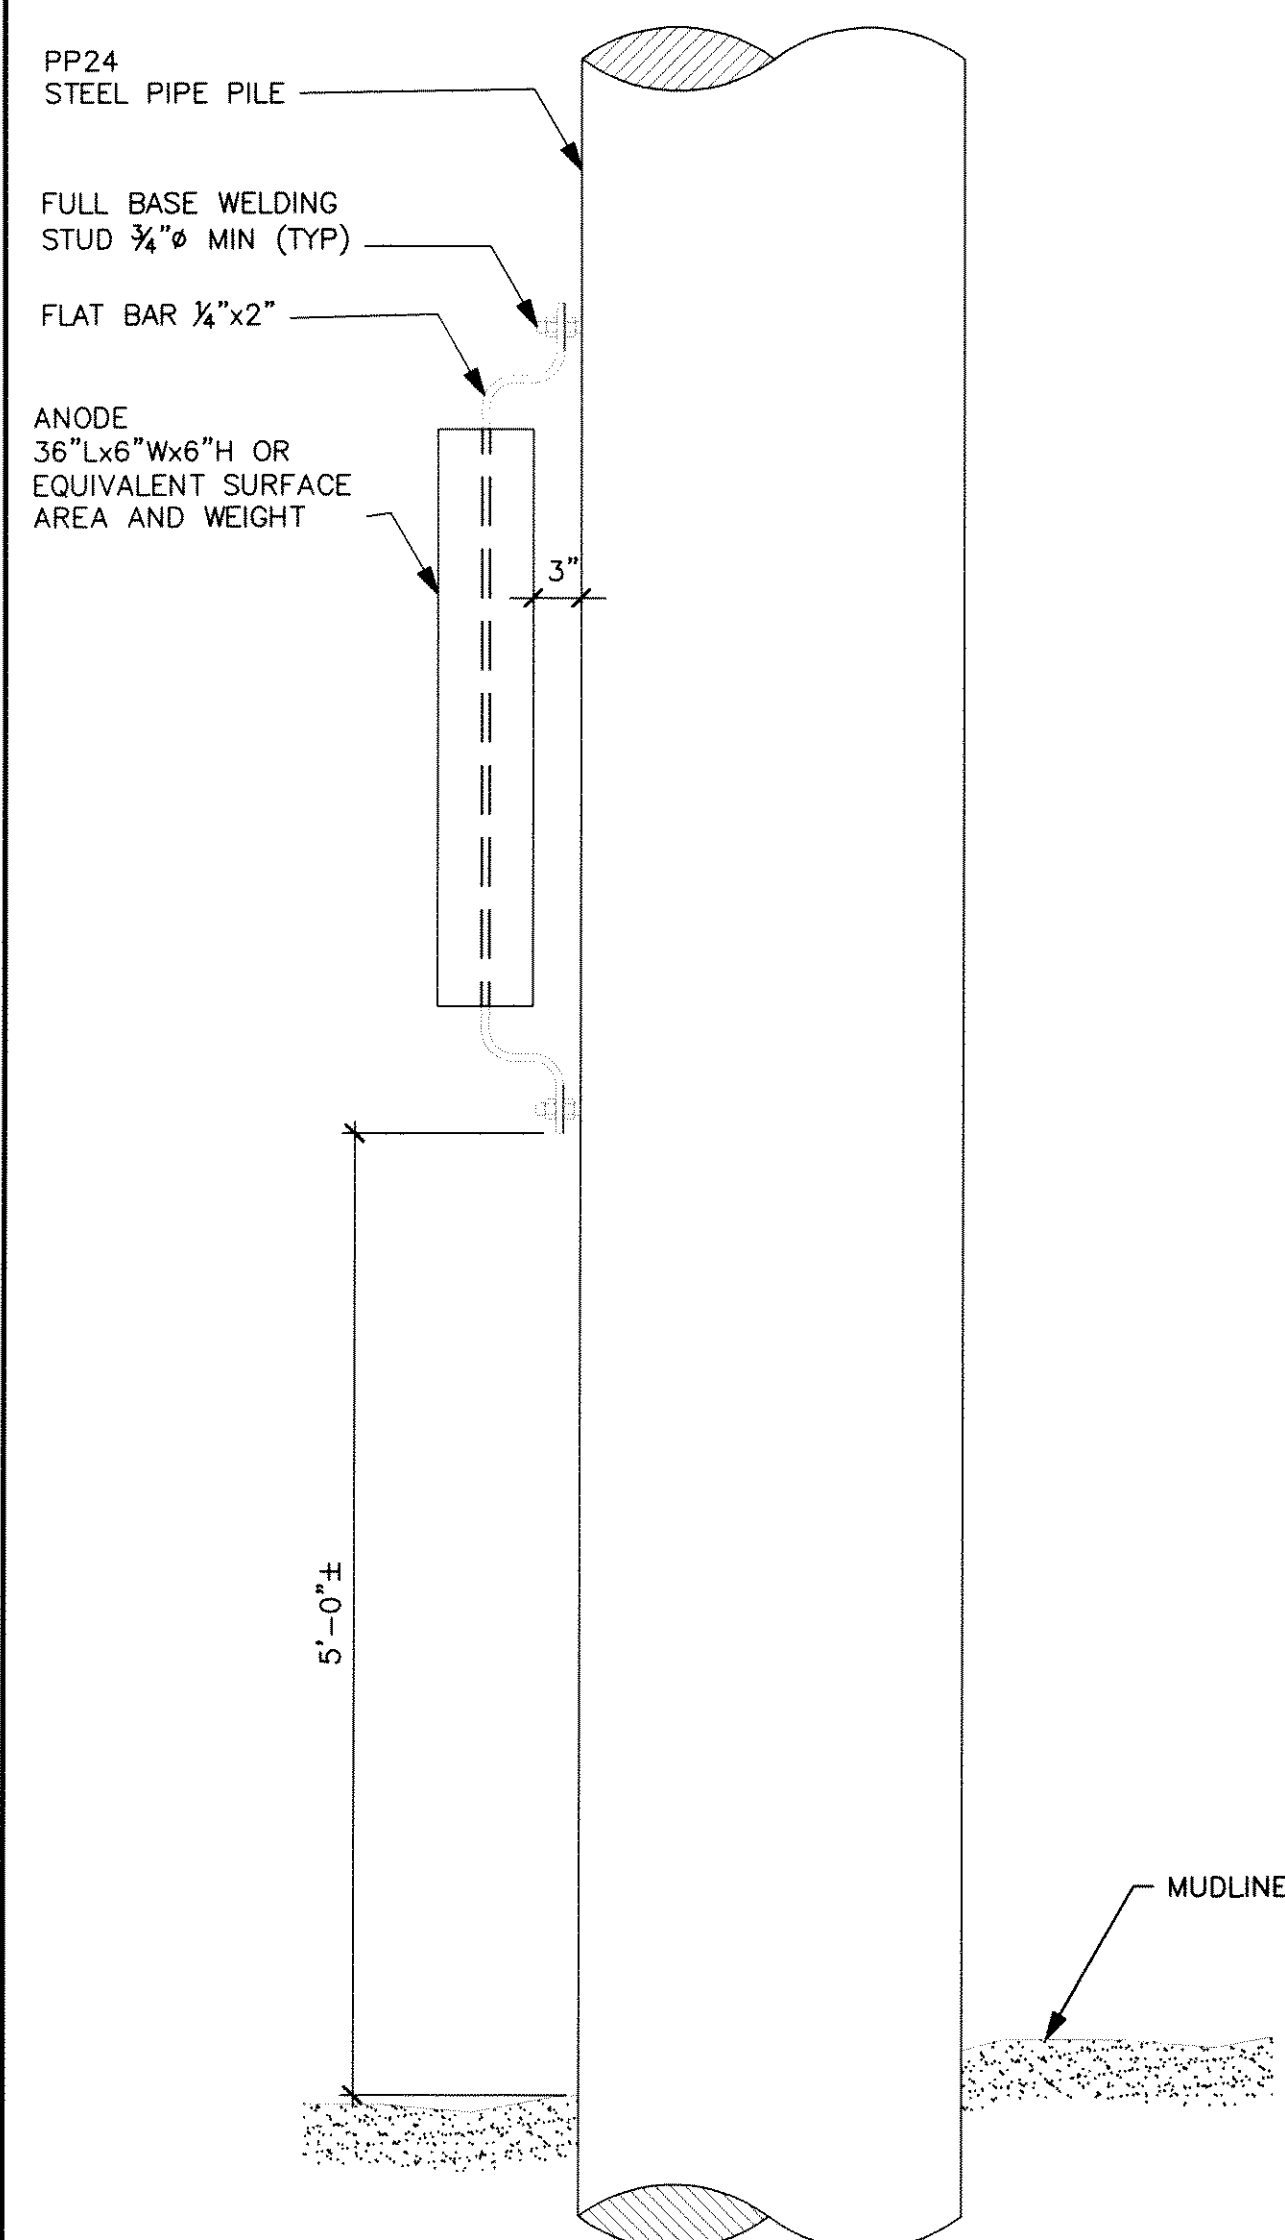 PP24
STEEL PIPE PILE
FULL BASE WELDING
STUD ¾"ø MIN (TYP)
FLAT BAR ¼"x2"
ANODE
36"Lx6"Wx6"H OR
EQUIVALENT SURFACE
AREA AND WEIGHT
3"
5'-0"±
MUDLINE